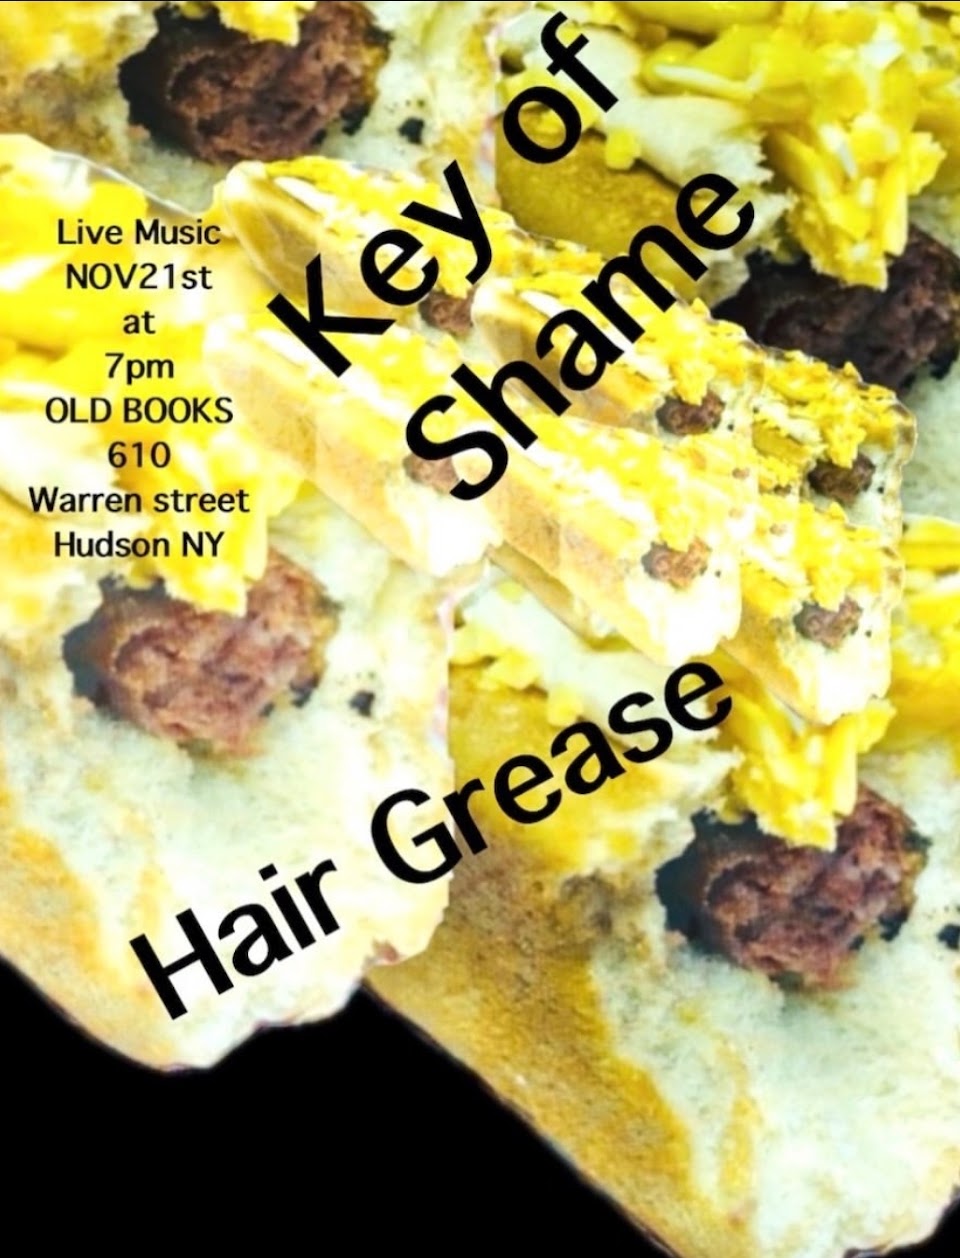 Key of
Shame
Live Music
NOV21st
at
7pm
OLD BOOKS
610
Warren street
Hudson NY
Hair Grease